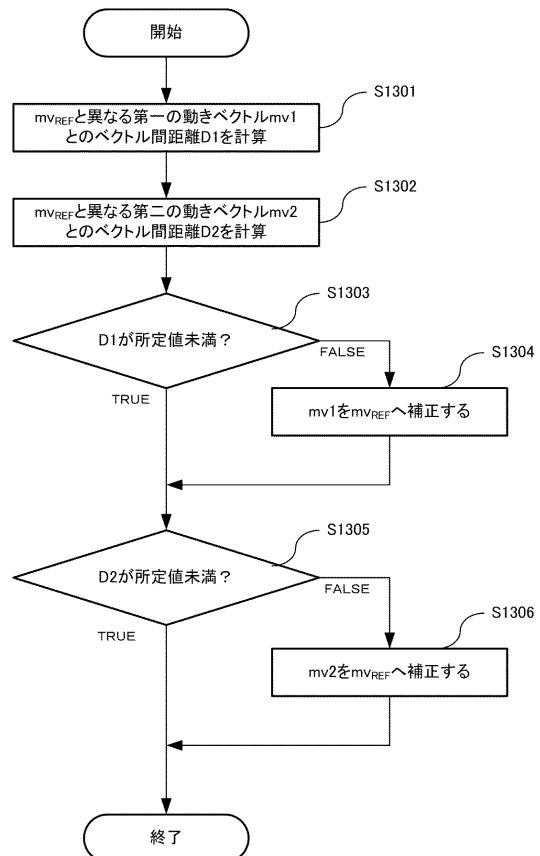 開始
S1301
mvREFと異なる第一の動きベクトルmv1
とのベクトル間距離D1を計算
S1302
mvREFと異なる第二の動きベクトルmv2
とのベクトル間距離D2を計算
S1303
D1が所定値未満？
FALSE
S1304
TRUE
mv1をmvREFへ補正する
S1305
D2が所定値未満？
FALSE
S1306
TRUE
mv2をmvREFへ補正する
終了